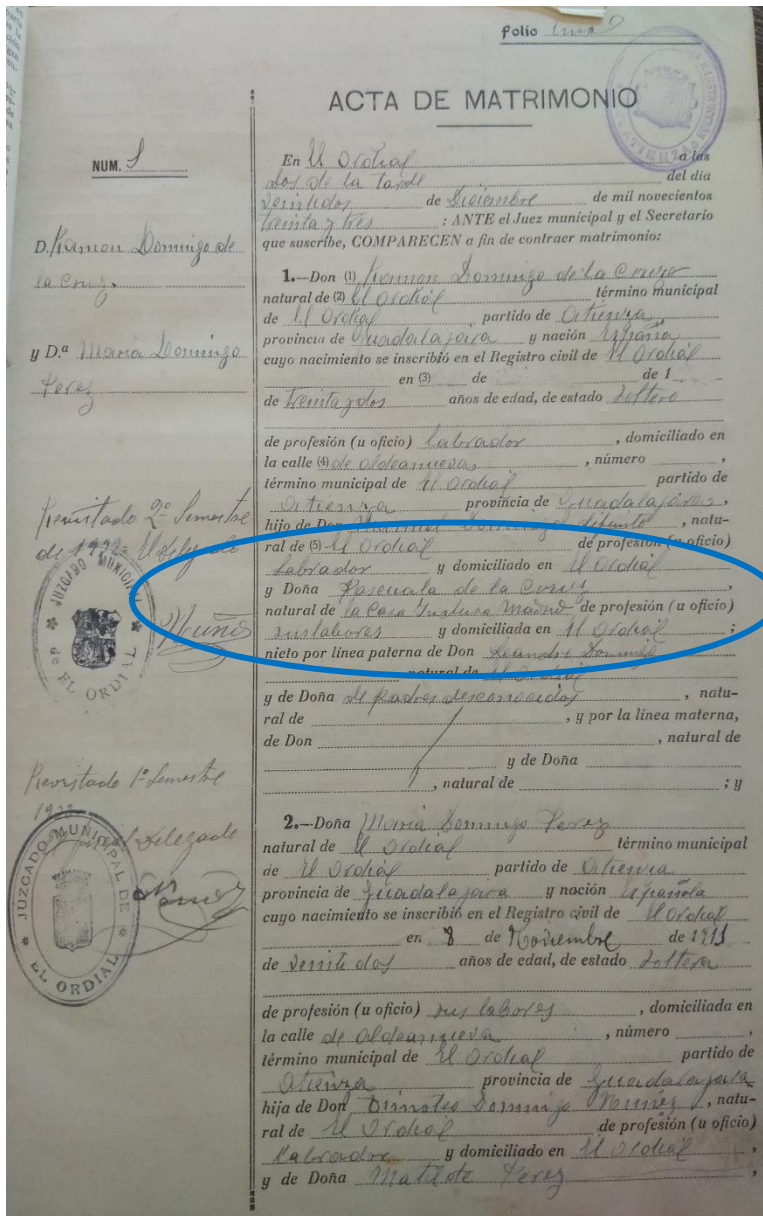 Folio
ACTA DE MATRIMONIO
NUM.
En El Ordial a las
dos de la tarde del día
veintidos de Diciembre de mil novecientos
treinta y tres : ANTE el Juez municipal y el Secretario
que suscribe, COMPARECEN a fin de contraer matrimonio:
D. Ramon Domingo de
la Cruz.
y D.ª Maria Domingo
Perez
1.—Don (1) Ramon Domingo de la Cruz
natural de (2) El Ordial término municipal
de El Ordial partido de Atienza,
provincia de Guadalajara y nación España
cuyo nacimiento se inscribió en el Registro civil de El Ordial
en (3) de de 1
de treinta y dos años de edad, de estado soltero
de profesión (u oficio) labrador , domiciliado en
la calle (4) de aldeanueva , número ,
término municipal de El Ordial partido de
Atienza provincia de Guadalajara,
hijo de Don Domingo difunto , natu-
ral de (5) El Ordial de profesión (u oficio)
Labrador y domiciliado en El Ordial
y Doña Pascuala de la Cruz ,
natural de la Casa Madrid, de profesión (u oficio)
sus labores y domiciliada en El Ordial ;
nieto por línea paterna de Don Domingo
natural de El Ordial
y de Doña de padres desconocidos , natu-
ral de , y por la línea materna,
de Don , natural de
y de Doña
, natural de ; y
Revistado 2º Semestre
de El Delegado
JUZGADO MUNICIPAL
de EL ORDIAL
Revistado 1º Semestre
El Delegado
JUZGADO MUNICIPAL DE
EL ORDIAL
2.—Doña Maria Domingo Perez
natural de El Ordial término municipal
de El Ordial partido de Atienza
provincia de Guadalajara y nación Española
cuyo nacimiento se inscribió en el Registro civil de El Ordial
en 8 de Noviembre de 1911
de veinti dos años de edad, de estado soltera
de profesión (u oficio) sus labores , domiciliada en
la calle de aldeanueva , número ,
término municipal de El Ordial partido de
Atienza provincia de Guadalajara
hija de Don Domingo , natu-
ral de El Ordial de profesión (u oficio)
Labrador y domiciliado en El Ordial ,
y de Doña Matilde Perez ,